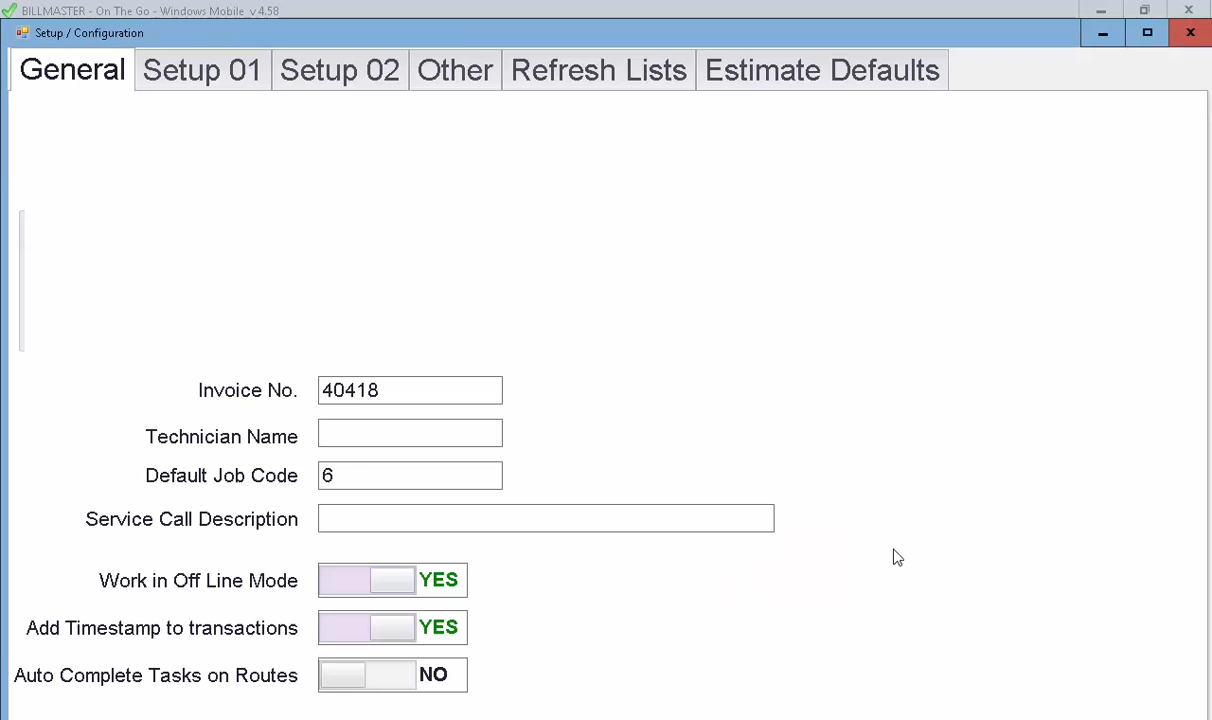 BILLMASTER - On The Go - Windows Mobile v 4.58
Setup / Configuration
General Setup 01 Setup 02 Other Refresh Lists Estimate Defaults
Invoice No. 40418
Technician Name
Default Job Code 6
Service Call Description
Work in Off Line Mode YES
Add Timestamp to transactions YES
Auto Complete Tasks on Routes NO